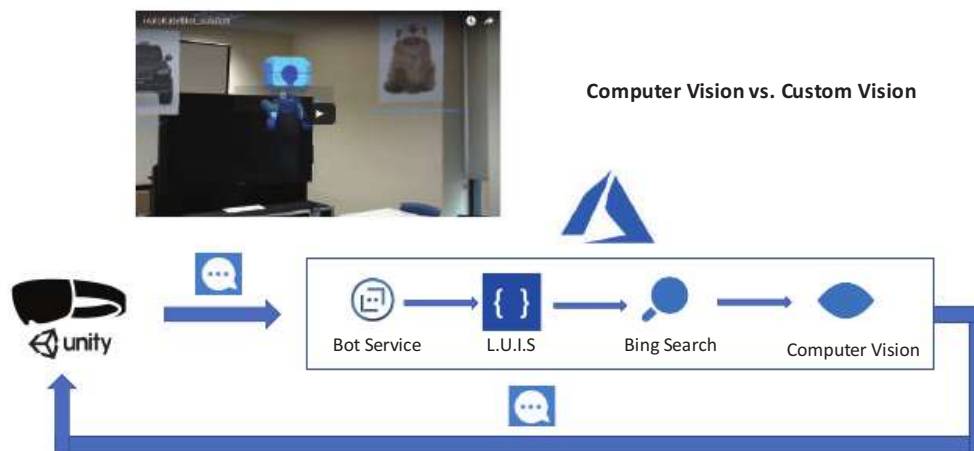 Computer Vision vs. Custom Vision
unity
Bot Service
{ }
L.U.I.S
Bing Search
Computer Vision